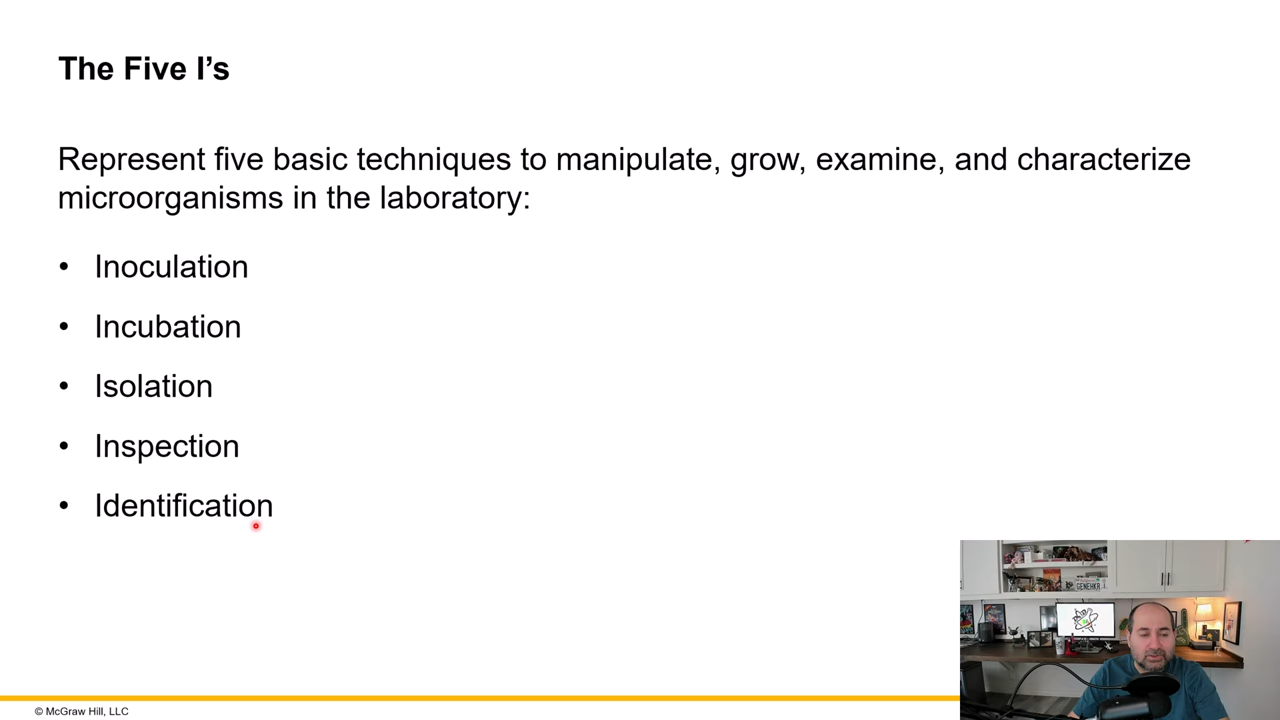 The Five I’s
Represent five basic techniques to manipulate, grow, examine, and characterize
microorganisms in the laboratory:
• Inoculation
• Incubation
• Isolation
• Inspection
• Identification
© McGraw Hill, LLC
GENEHKR